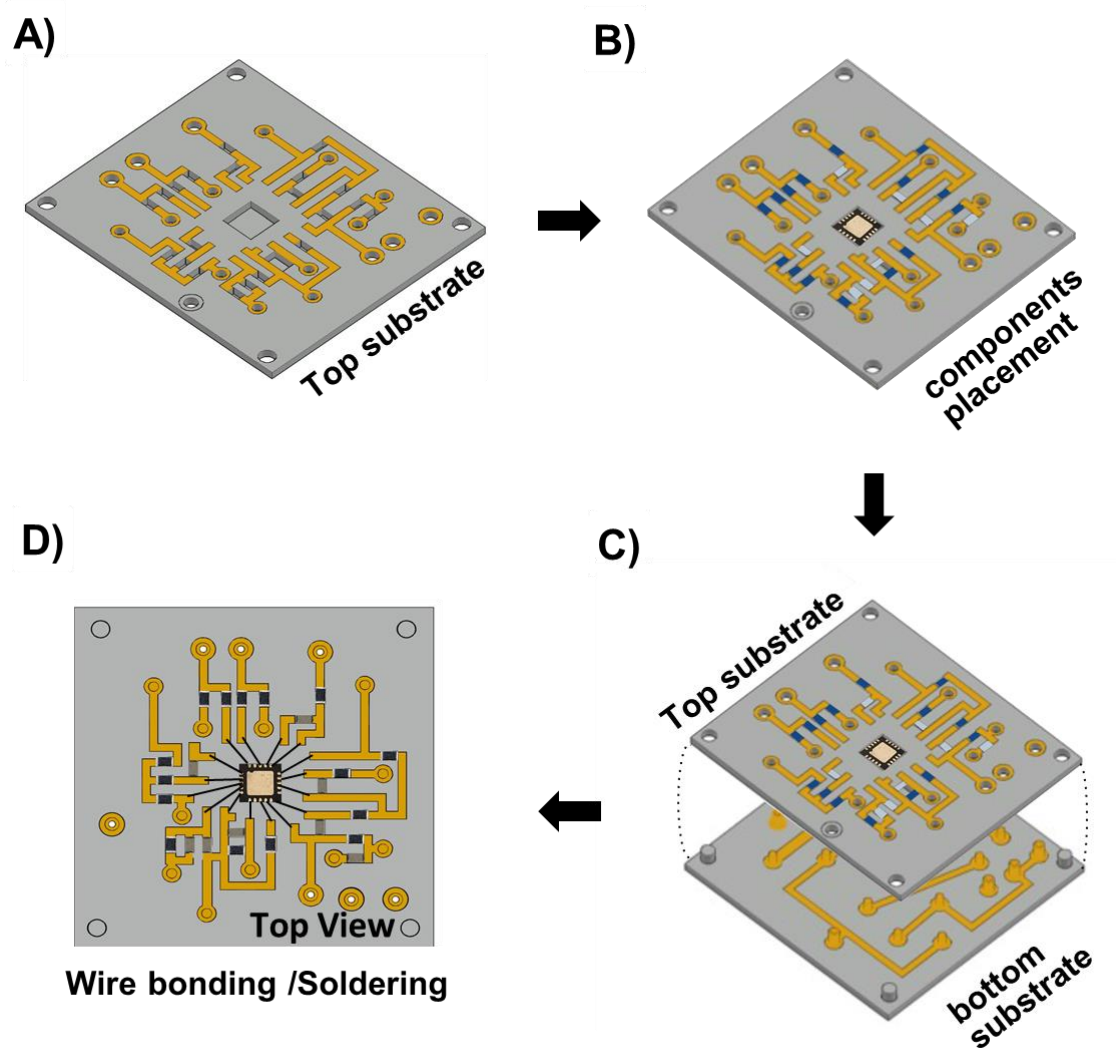 A)
Top substrate
B)
components
placement
C)
Top substrate
bottom
substrate
D)
Top View
Wire bonding /Soldering